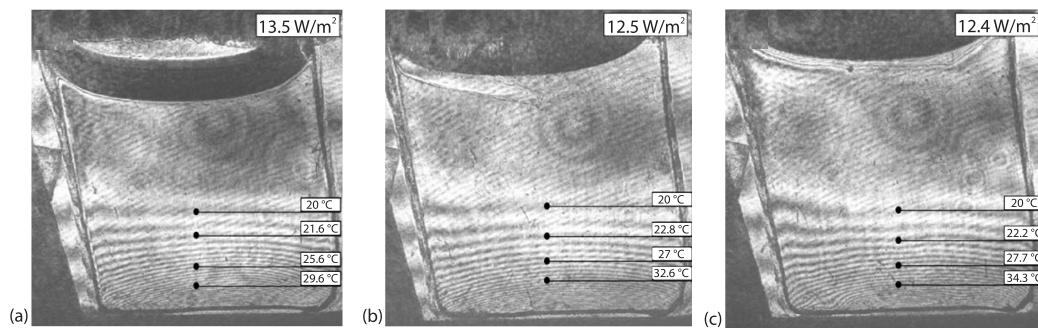 13.5 W/m²
20 °C
21.6 °C
25.6 °C
29.6 °C
(a)
12.5 W/m²
20 °C
22.8 °C
27 °C
32.6 °C
(b)
12.4 W/m²
20 °C
22.2 °C
27.7 °C
34.3 °C
(c)